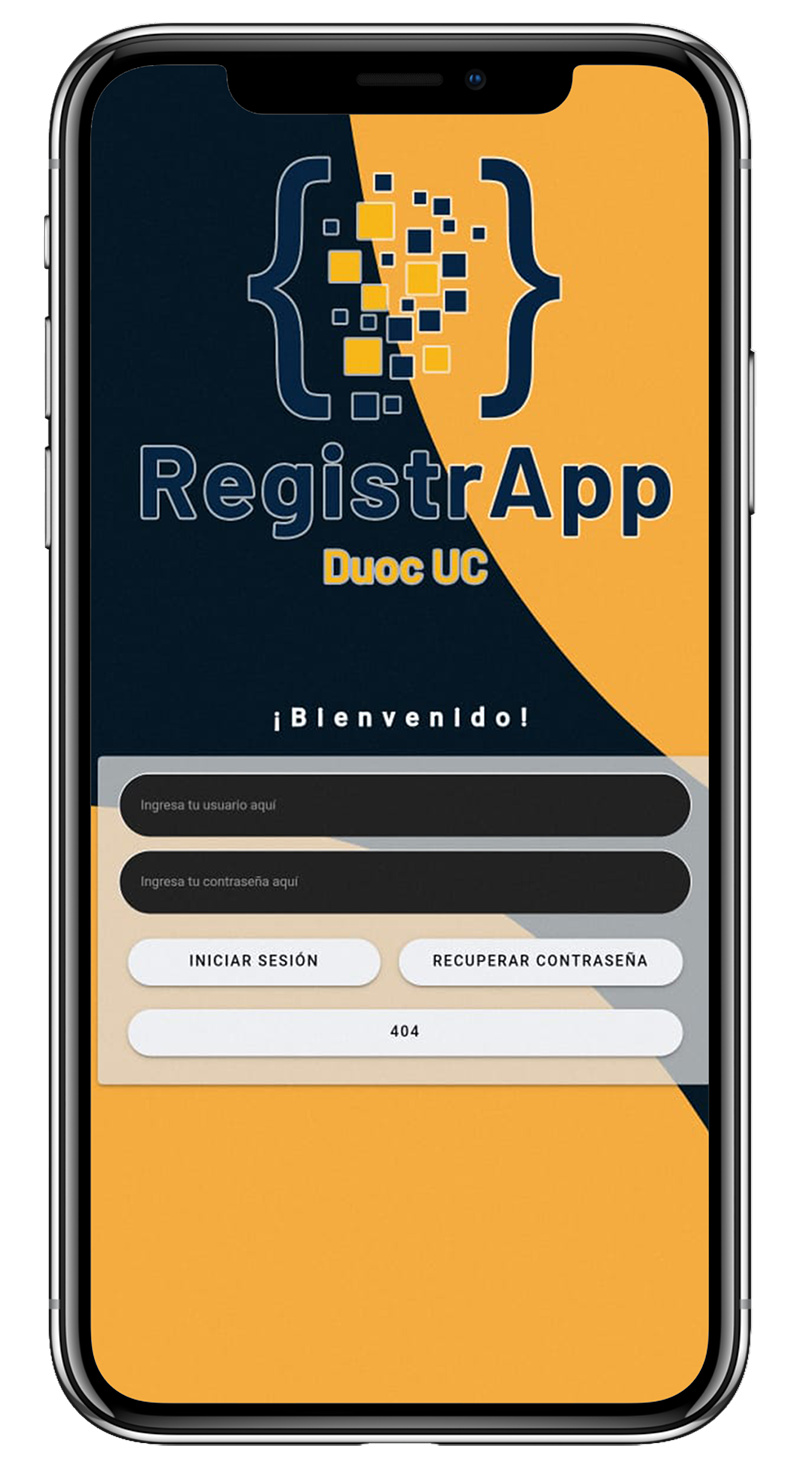 RegistrApp
Duoc UC
¡Bienvenido!
Ingresa tu usuario aquí
Ingresa tu contraseña aquí
INICIAR SESIÓN RECUPERAR CONTRASEÑA
404